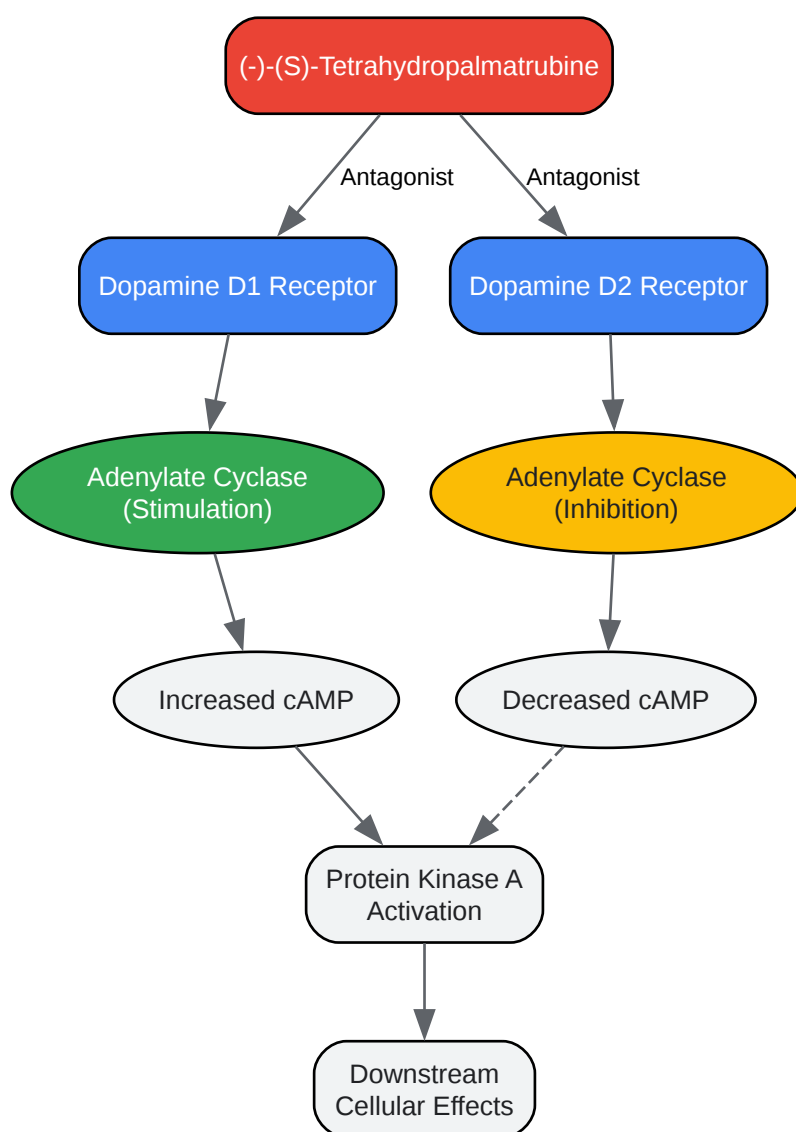 (-)-(S)-Tetrahydropalmatrubine
Antagonist
Antagonist
Dopamine D1 Receptor
Dopamine D2 Receptor
Adenylate Cyclase
(Stimulation)
Adenylate Cyclase
(Inhibition)
Increased cAMP
Decreased cAMP
Protein Kinase A
Activation
Downstream
Cellular Effects